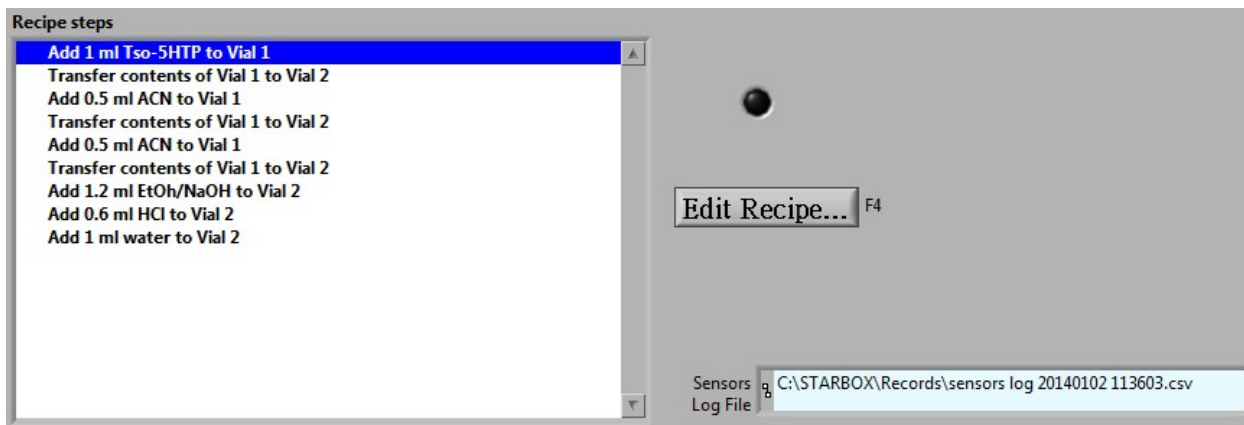 Recipe steps
Add 1 ml Tso-5HTP to Vial 1
Transfer contents of Vial 1 to Vial 2
Add 0.5 ml ACN to Vial 1
Transfer contents of Vial 1 to Vial 2
Add 0.5 ml ACN to Vial 1
Transfer contents of Vial 1 to Vial 2
Add 1.2 ml EtOh/NaOH to Vial 2
Add 0.6 ml HCl to Vial 2
Add 1 ml water to Vial 2
Edit Recipe... F4
Sensors
Log File
C:\STARBOX\Records\sensors log 20140102 113603.csv